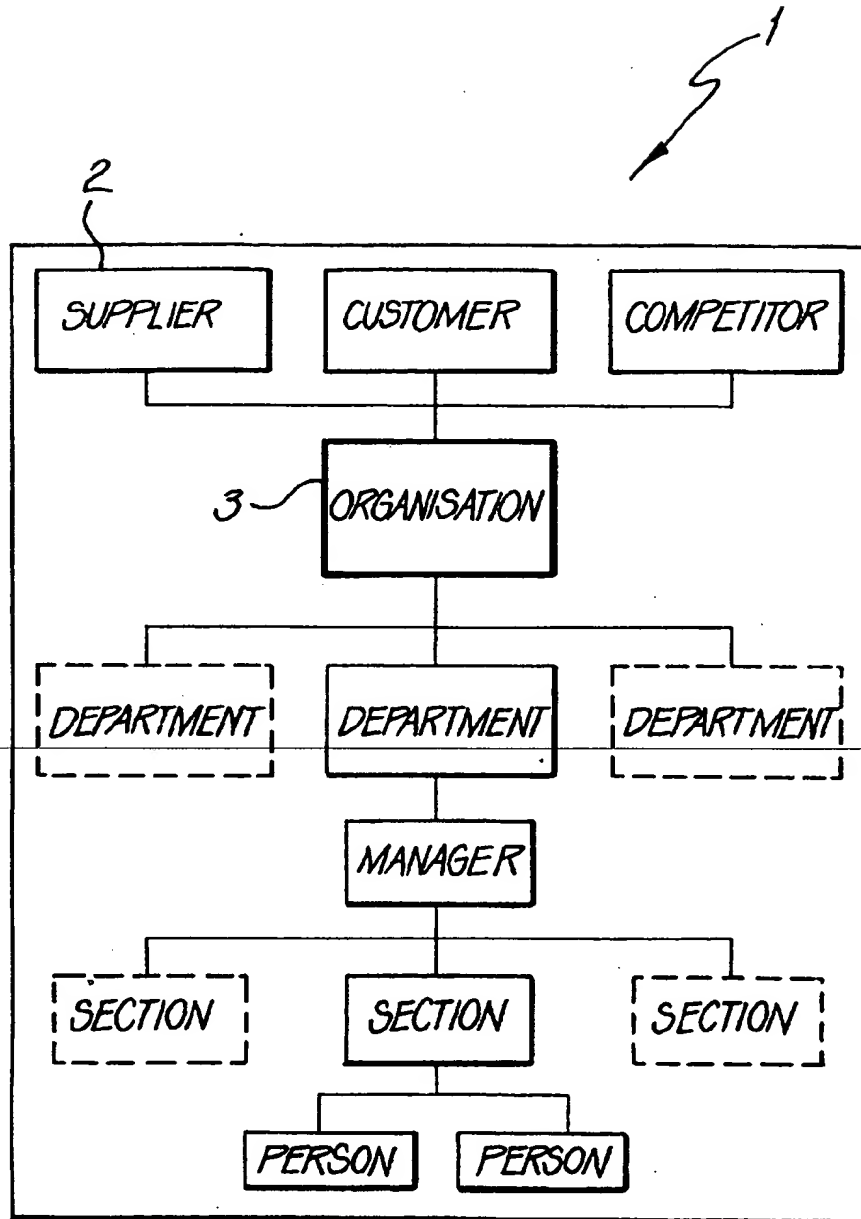 1
2
SUPPLIER CUSTOMER COMPETITOR
3 ORGANISATION
DEPARTMENT DEPARTMENT DEPARTMENT
MANAGER
SECTION SECTION SECTION
PERSON PERSON